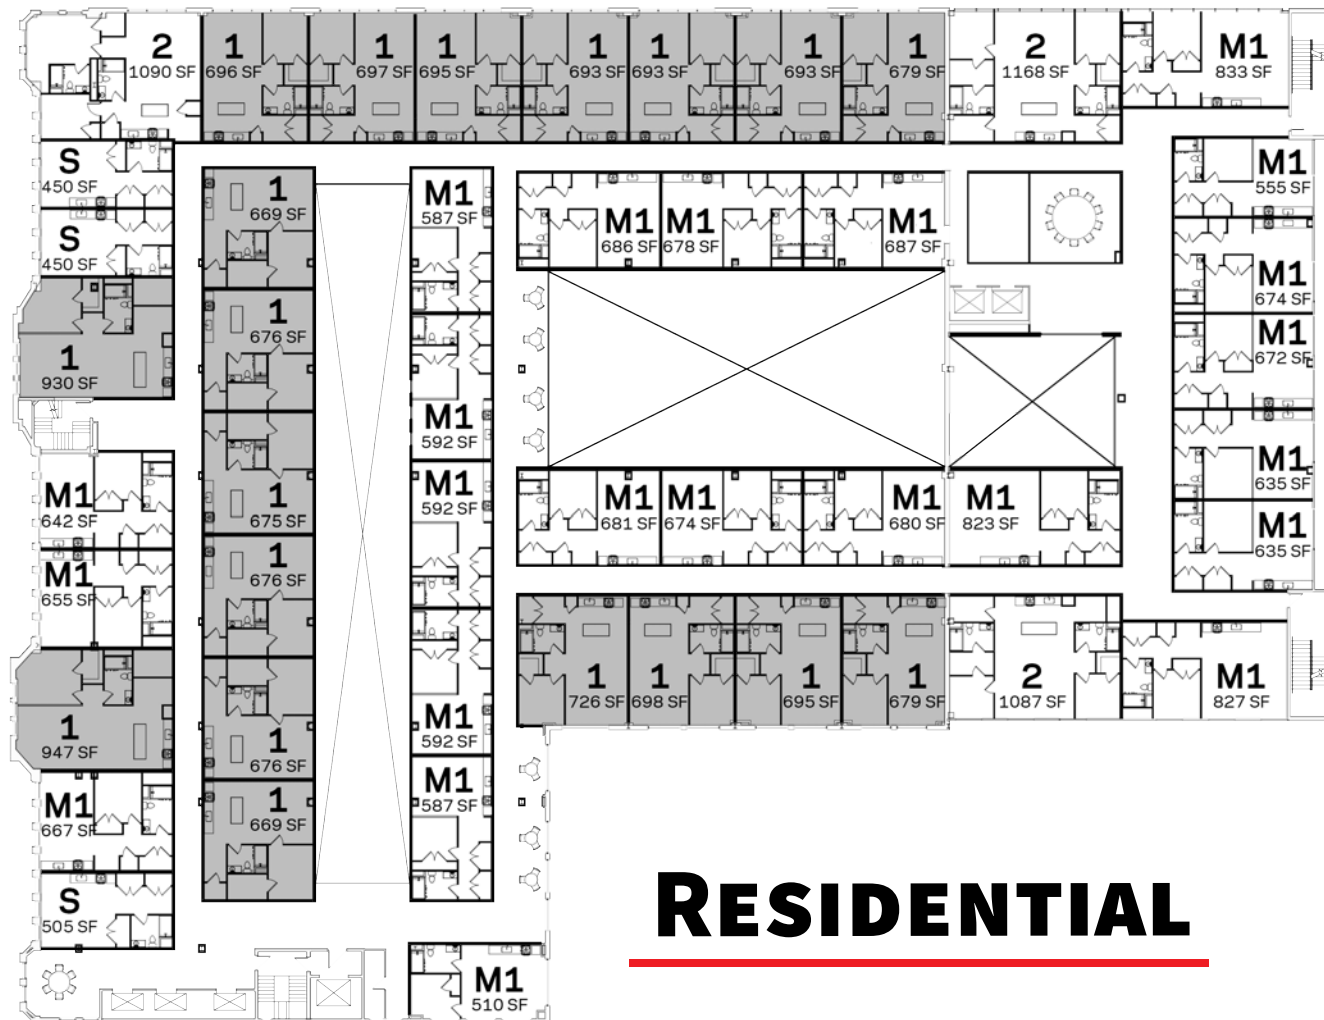 2
1090 SF
1
696 SF
1
697 SF
1
695 SF
1
693 SF
1
693 SF
1
693 SF
1
679 SF
2
1168 SF
M1
833 SF
S
450 SF
S
450 SF
1
930 SF
M1
642 SF
M1
655 SF
1
947 SF
M1
667 SF
S
505 SF
1
669 SF
1
676 SF
1
675 SF
1
676 SF
1
676 SF
1
669 SF
M1
587 SF
M1
592 SF
M1
592 SF
M1
592 SF
M1
587 SF
M1
510 SF
M1
686 SF
M1
678 SF
M1
687 SF
M1
681 SF
M1
674 SF
M1
680 SF
M1
823 SF
1
726 SF
1
698 SF
1
695 SF
1
679 SF
2
1087 SF
M1
827 SF
M1
555 SF
M1
674 SF
M1
672 SF
M1
635 SF
M1
635 SF
RESIDENTIAL